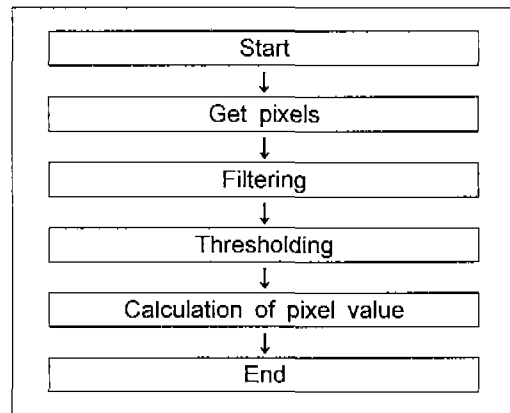 Start
Get pixels
Filtering
Thresholding
Calculation of pixel value
End